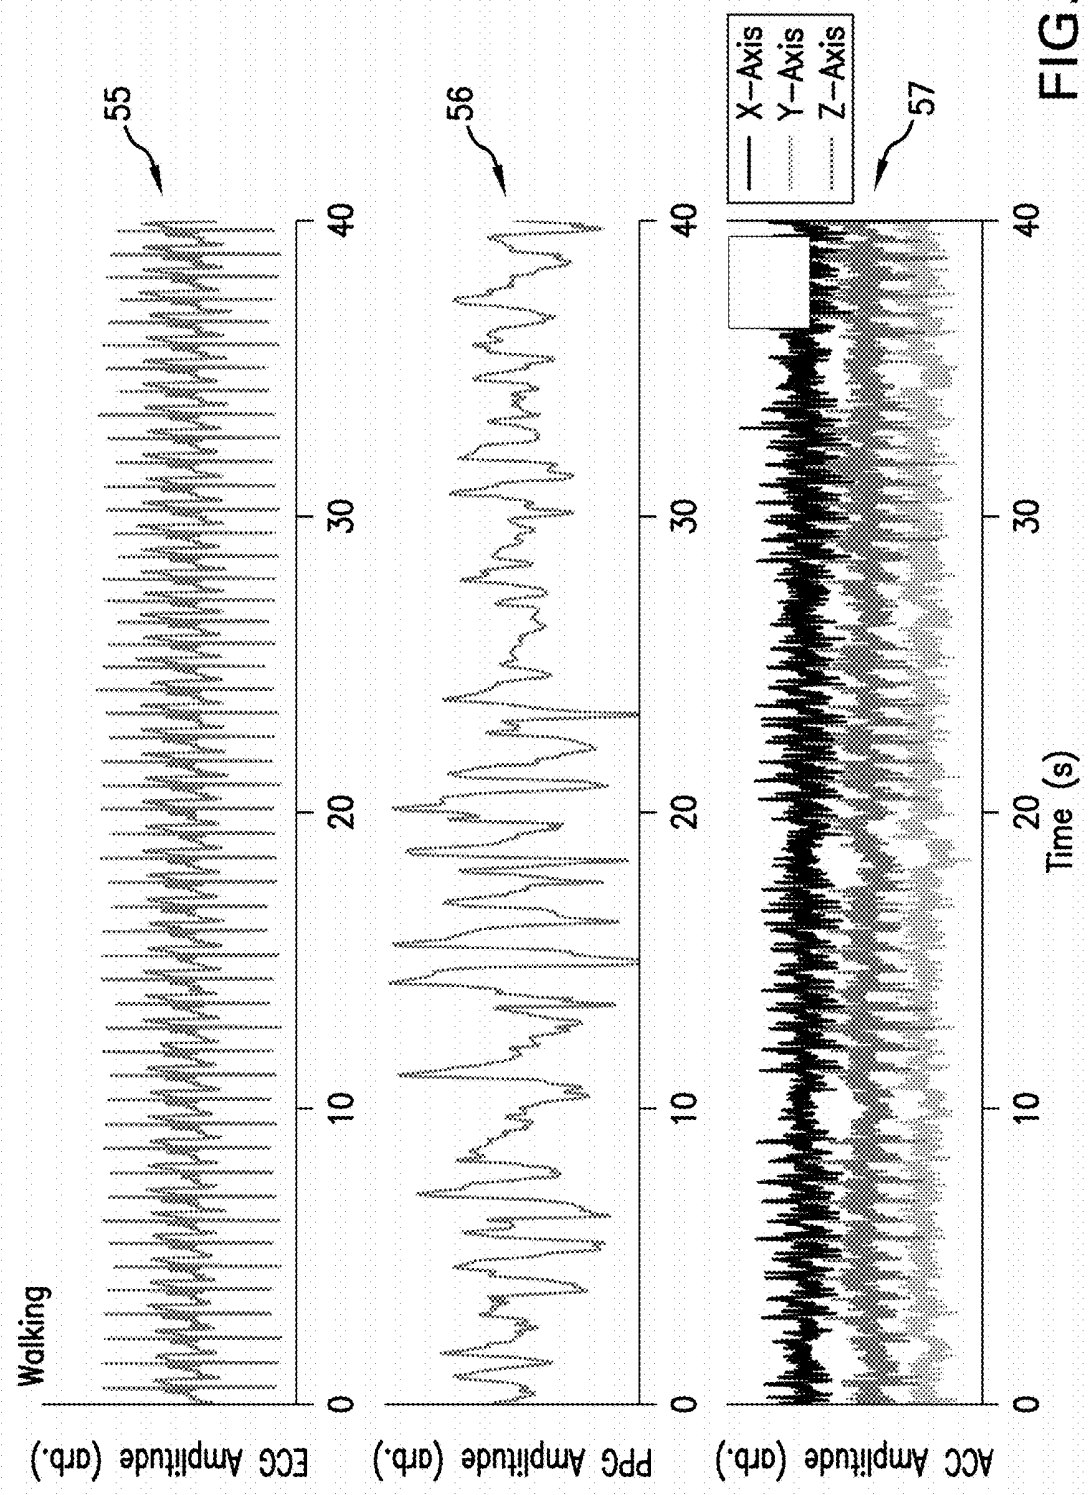 Walking
ECG Amplitude (arb.)
55
0
10
20
30
40
PPG Amplitude (arb.)
56
0
10
20
30
40
ACC Amplitude (arb.)
X-Axis
Y-Axis
Z-Axis
57
0
10
20
30
40
Time (s)
FIG.